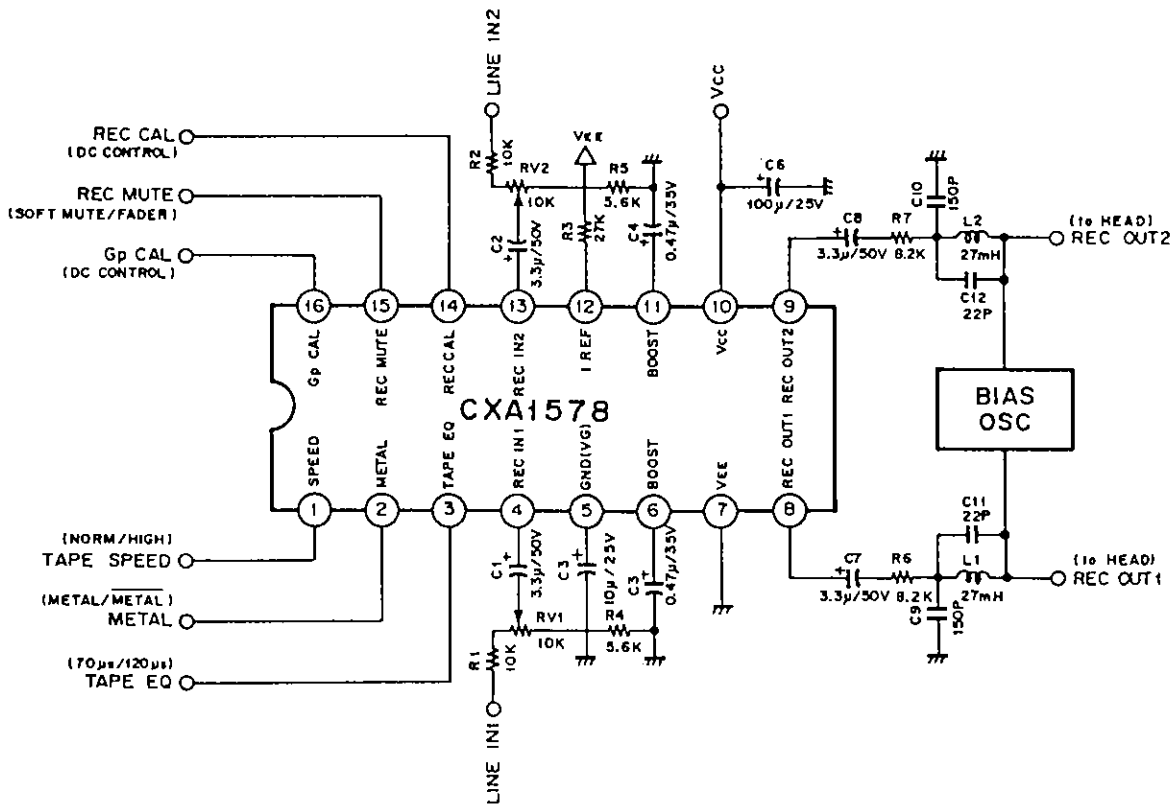 LINE IN2
VCC
REC CAL
(DC CONTROL)
REC MUTE
(SOFT MUTE/FADER)
Gp CAL
(DC CONTROL)
R2
10K
RV2
10K
C2
3.3µ/50V
VEE
R3
27K
R5
5.6K
C4
0.47µ/35V
C6
100µ/25V
C8
3.3µ/50V
R7
8.2K
C10
150P
L2
27mH
C12
22P
(to HEAD)
REC OUT2
16
15
14
13
12
11
10
9
Gp CAL
REC MUTE
REC CAL
REC IN2
I REF
BOOST
VCC
REC OUT2
CXA1578
BIAS
OSC
SPEED
METAL
TAPE EQ
REC IN1
GND(VG)
BOOST
VEE
REC OUT1
1
2
3
4
5
6
7
8
(NORM/HIGH)
TAPE SPEED
(METAL/M̅E̅T̅A̅L̅)
METAL
(70µs/120µs)
TAPE EQ
C1
3.3µ/50V
C3
10µ/25V
C3
0.47µ/35V
RV1
10K
R4
5.6K
R1
10K
LINE IN1
C7
3.3µ/50V
R6
8.2K
C11
22P
L1
27mH
C9
150P
(to HEAD)
REC OUT1